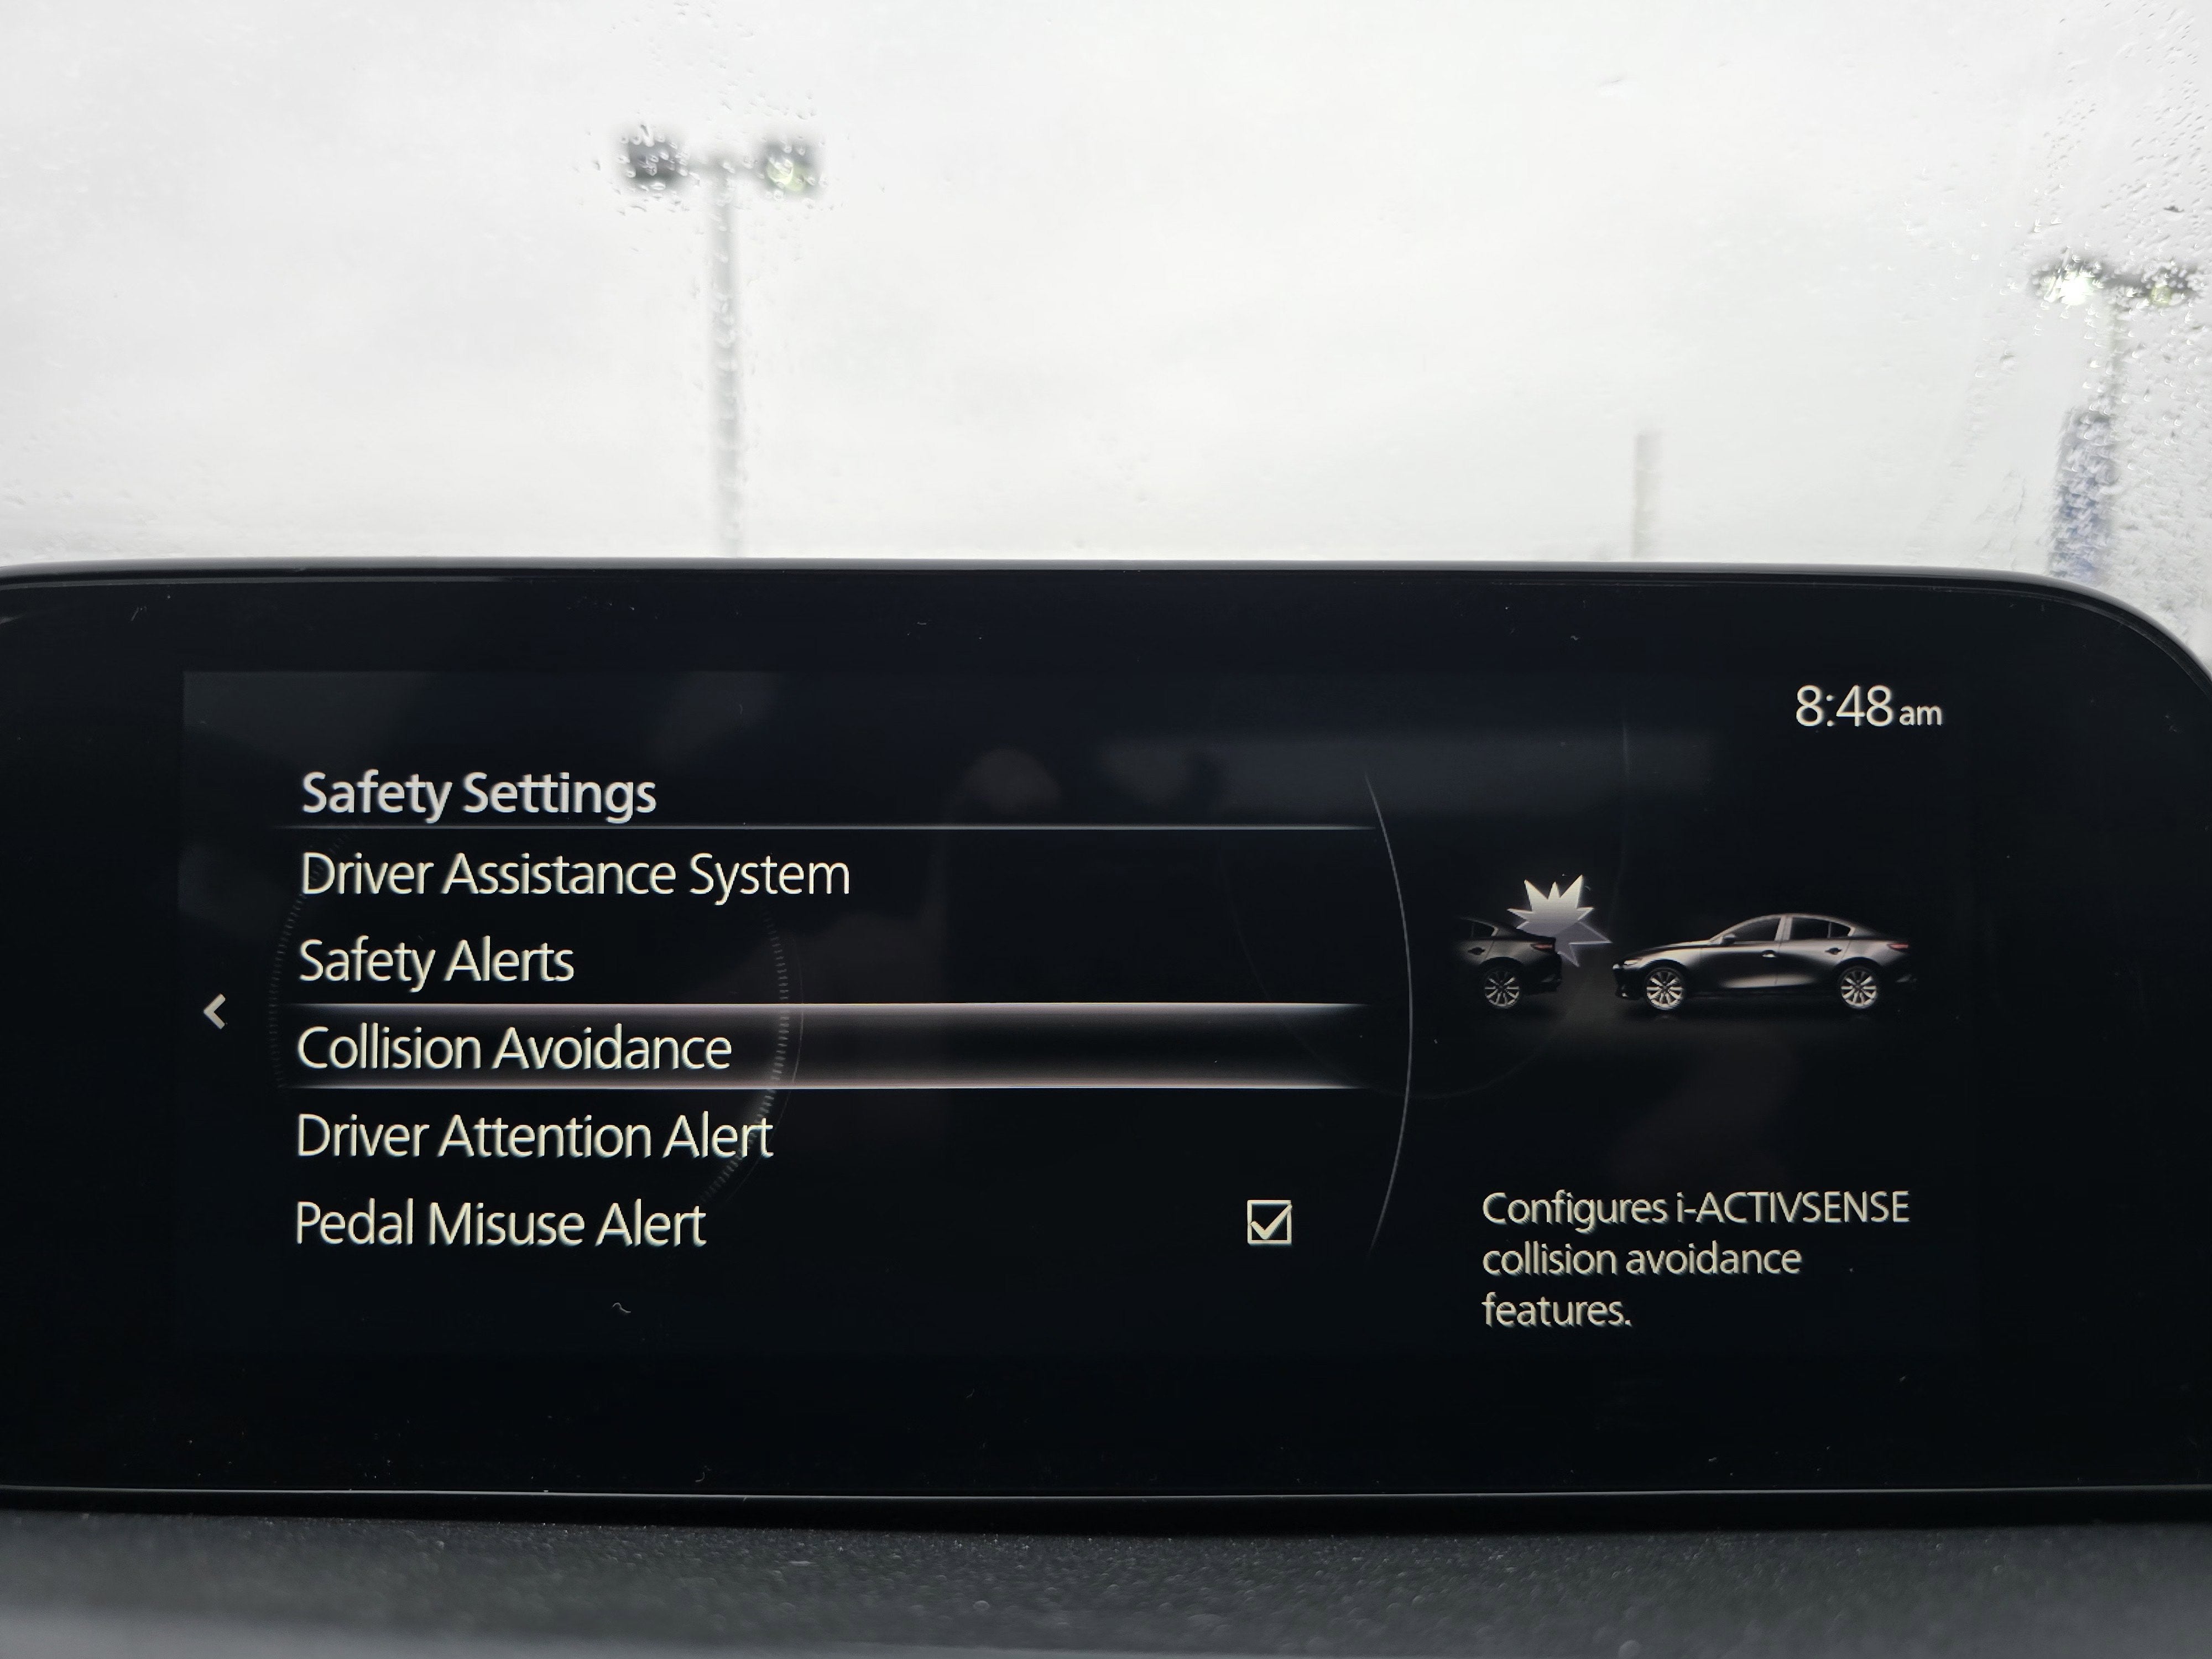 8:48 am
Safety Settings
Driver Assistance System
Safety Alerts
Collision Avoidance
Driver Attention Alert
Pedal Misuse Alert
Configures i-ACTIVSENSE
collision avoidance
features.